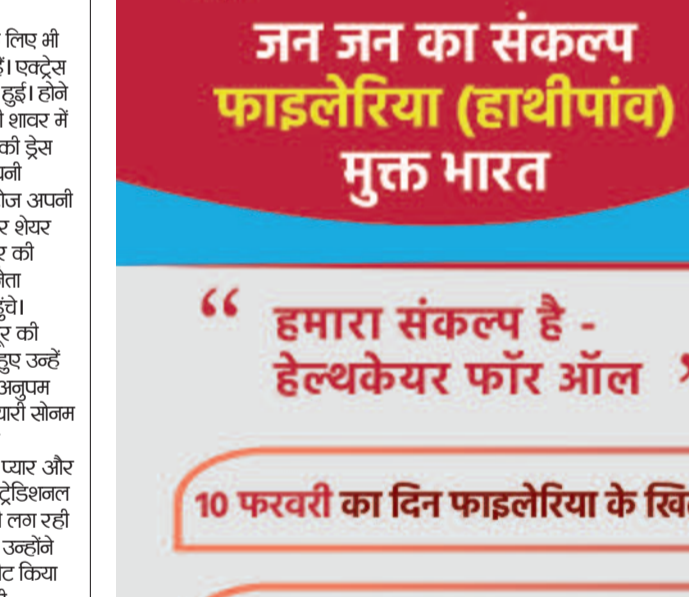 लिए भी
हैं। एक्ट्रेस
हुई। होने
शावर में
की ड्रेस
अपनी
शेयर
की
की
हुए उन्हें
अनुपम
सोनम
प्यार और
ट्रेडिशनल
लग रही
उन्होंने
किया
जन जन का संकल्प
फाइलेरिया (हाथीपांव)
मुक्त भारत
“ हमारा संकल्प है -
हेल्थकेयर फॉर ऑल
10 फरवरी का दिन फाइलेरिया के